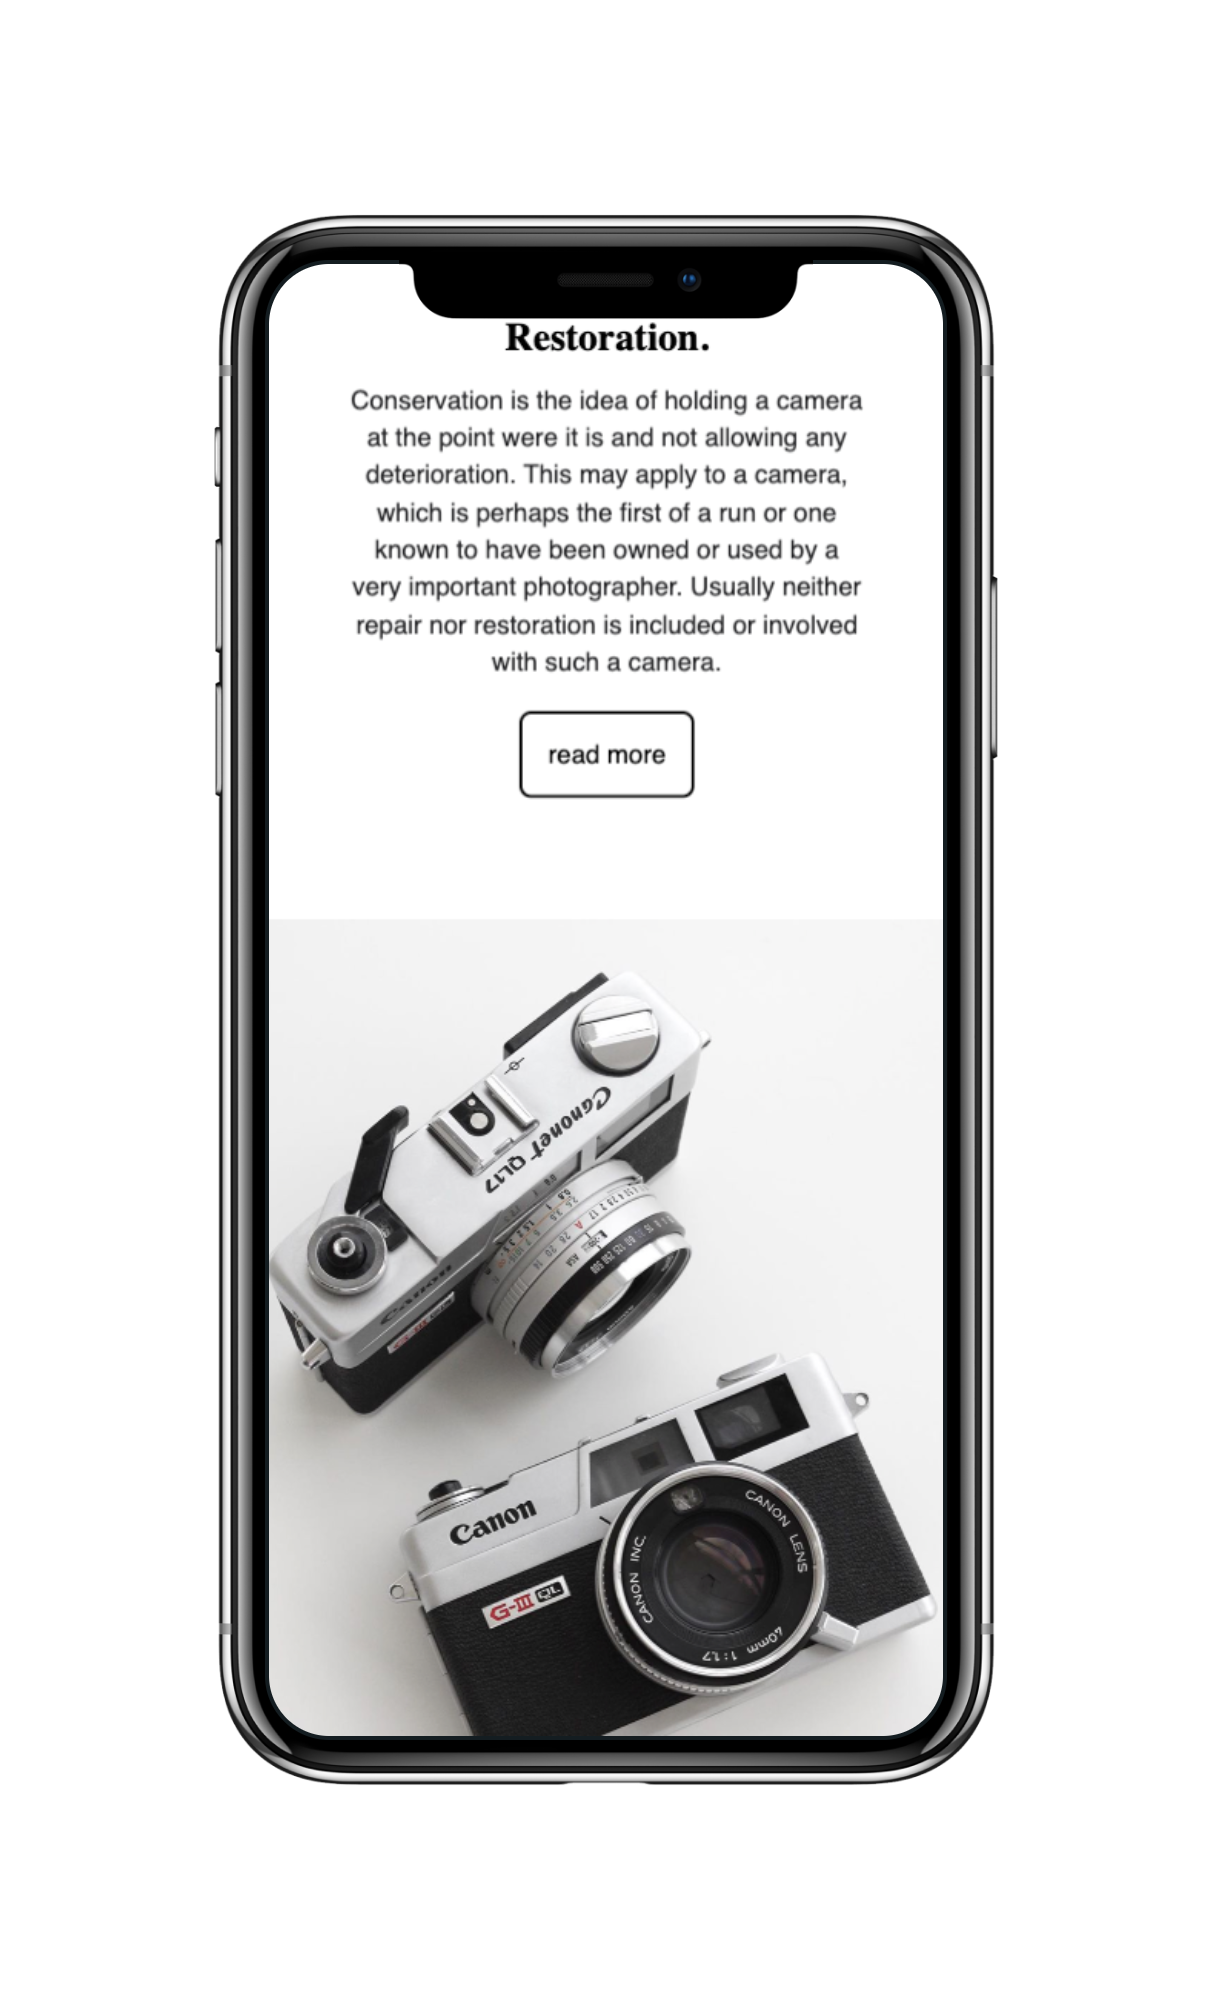 Restoration.
Conservation is the idea of holding a camera
at the point were it is and not allowing any
deterioration. This may apply to a camera,
which is perhaps the first of a run or one
known to have been owned or used by a
very important photographer. Usually neither
repair nor restoration is included or involved
with such a camera.
read more
Canonet QL17
Canon
Canon
G-III QL
CANON LENS
40mm 1:1.7
CANON INC.